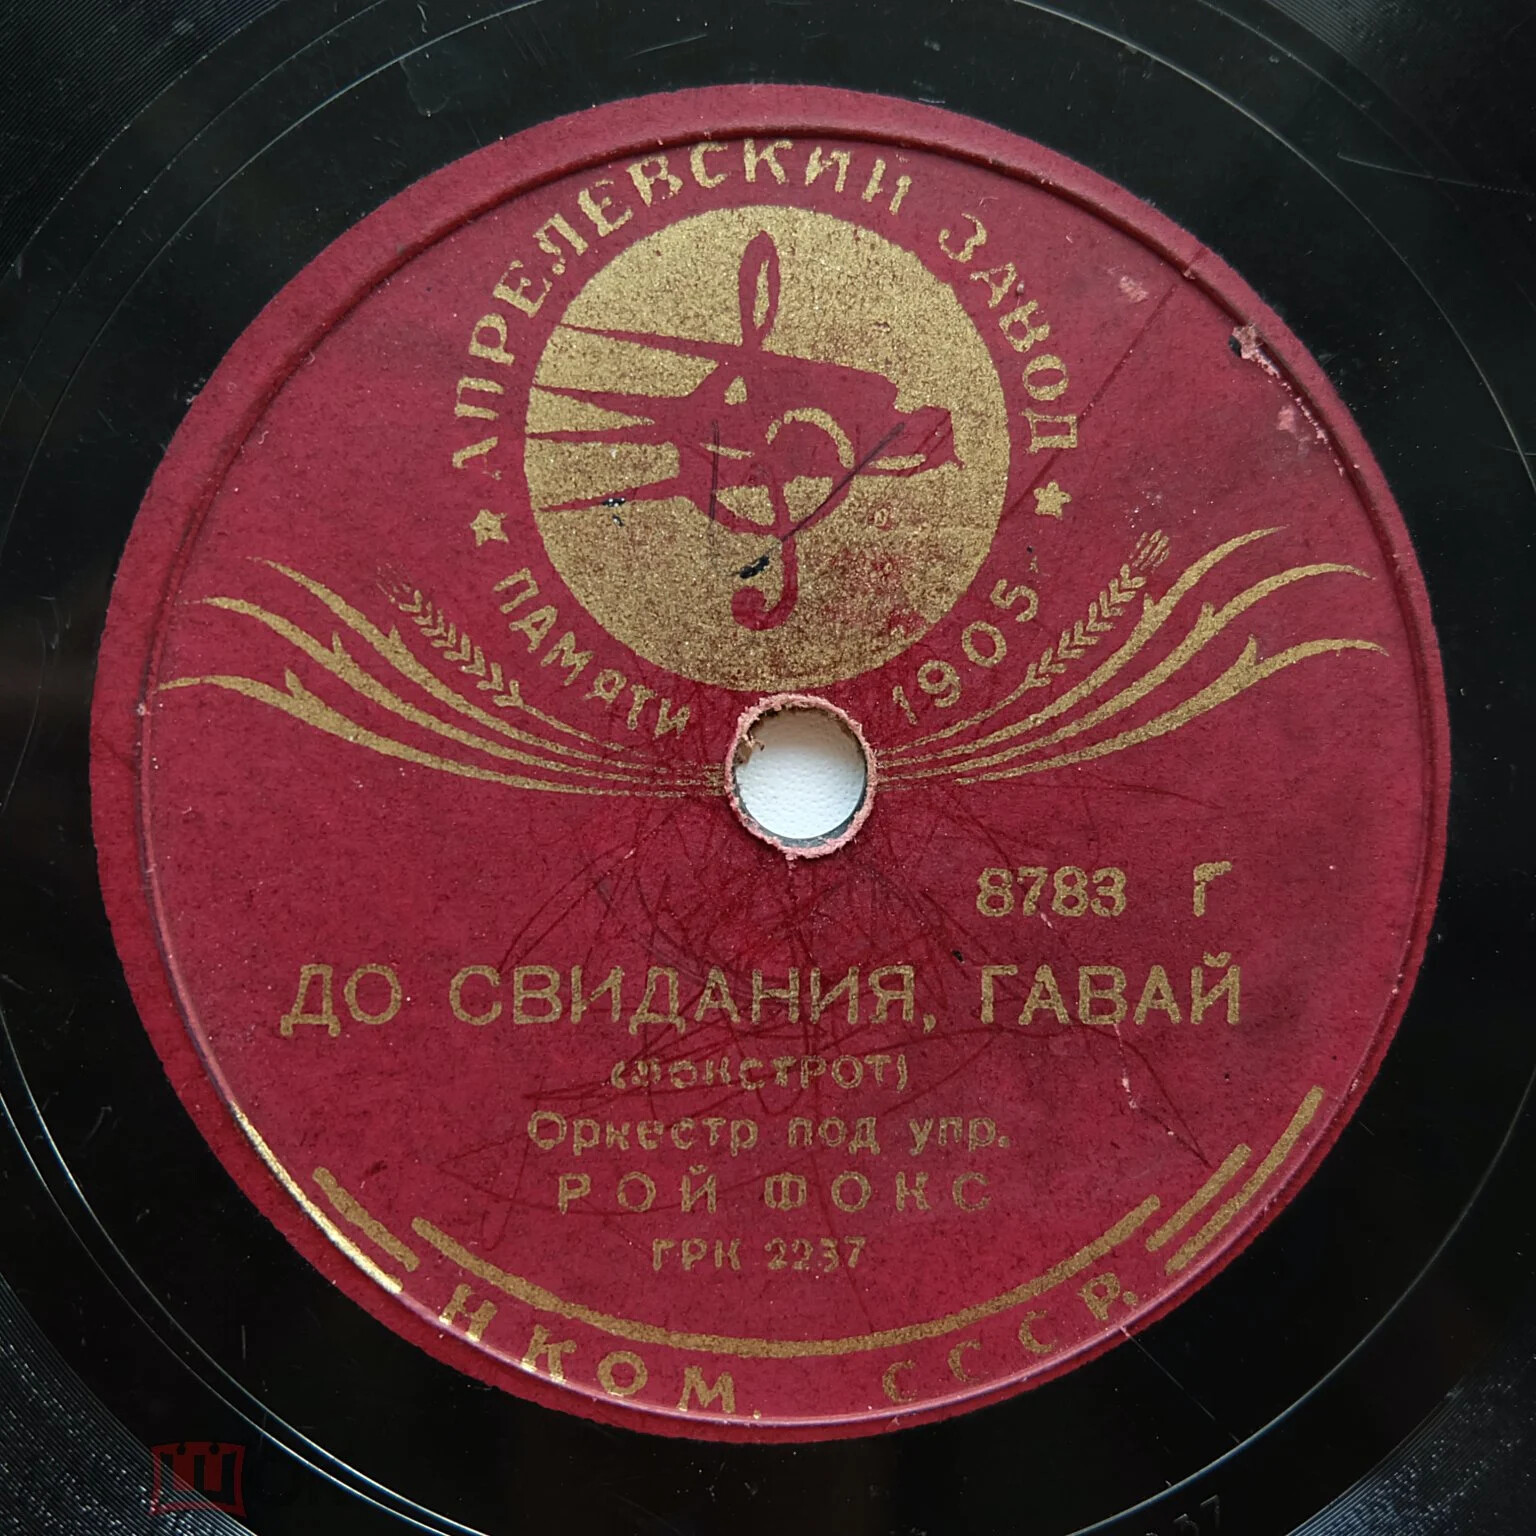 АПРЕЛЕВСКИЙ ЗАВОД
★ ПАМЯТИ 1905 ★
8783 Г
ДО СВИДАНИЯ, ГАВАЙ
(ФОКСТРОТ)
Оркестр под упр.
РОЙ ФОКС
ГРК 2237
НКОМ. СССР.